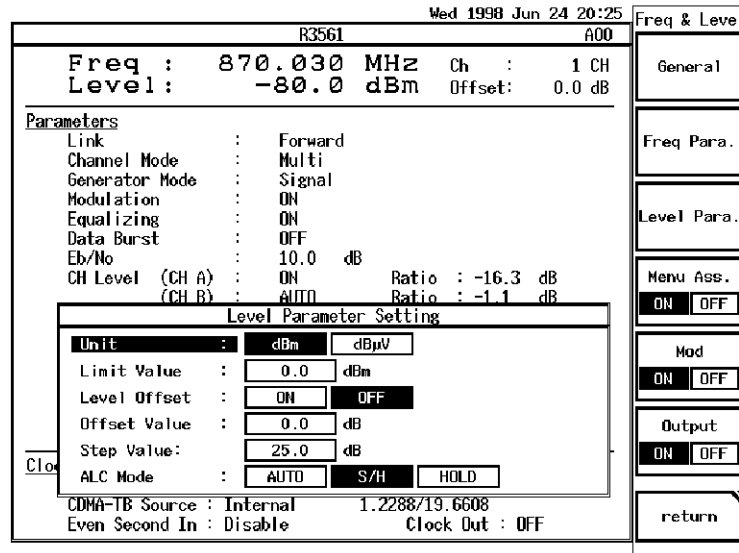 Wed 1998 Jun 24 20:25
R3561 A00
Freq : 870.030 MHz Ch : 1 CH
Level: -80.0 dBm Offset: 0.0 dB
Parameters
Link : Forward
Channel Mode : Multi
Generator Mode : Signal
Modulation : ON
Equalizing : ON
Data Burst : OFF
Eb/No : 10.0 dB
CH Level (CH A) : ON Ratio : -16.3 dB
(CH B) : AUTO Ratio : -1.1 dB
Level Parameter Setting
Unit : dBm dBµV
Limit Value : 0.0 dBm
Level Offset : ON OFF
Offset Value : 0.0 dB
Step Value: 25.0 dB
ALC Mode : AUTO S/H HOLD
Clo
CDMA-TB Source : Internal 1.2288/19.6608
Even Second In : Disable Clock Out : OFF
Freq & Leve
General
Freq Para.
Level Para.
Menu Ass.
ON OFF
Mod
ON OFF
Output
ON OFF
return